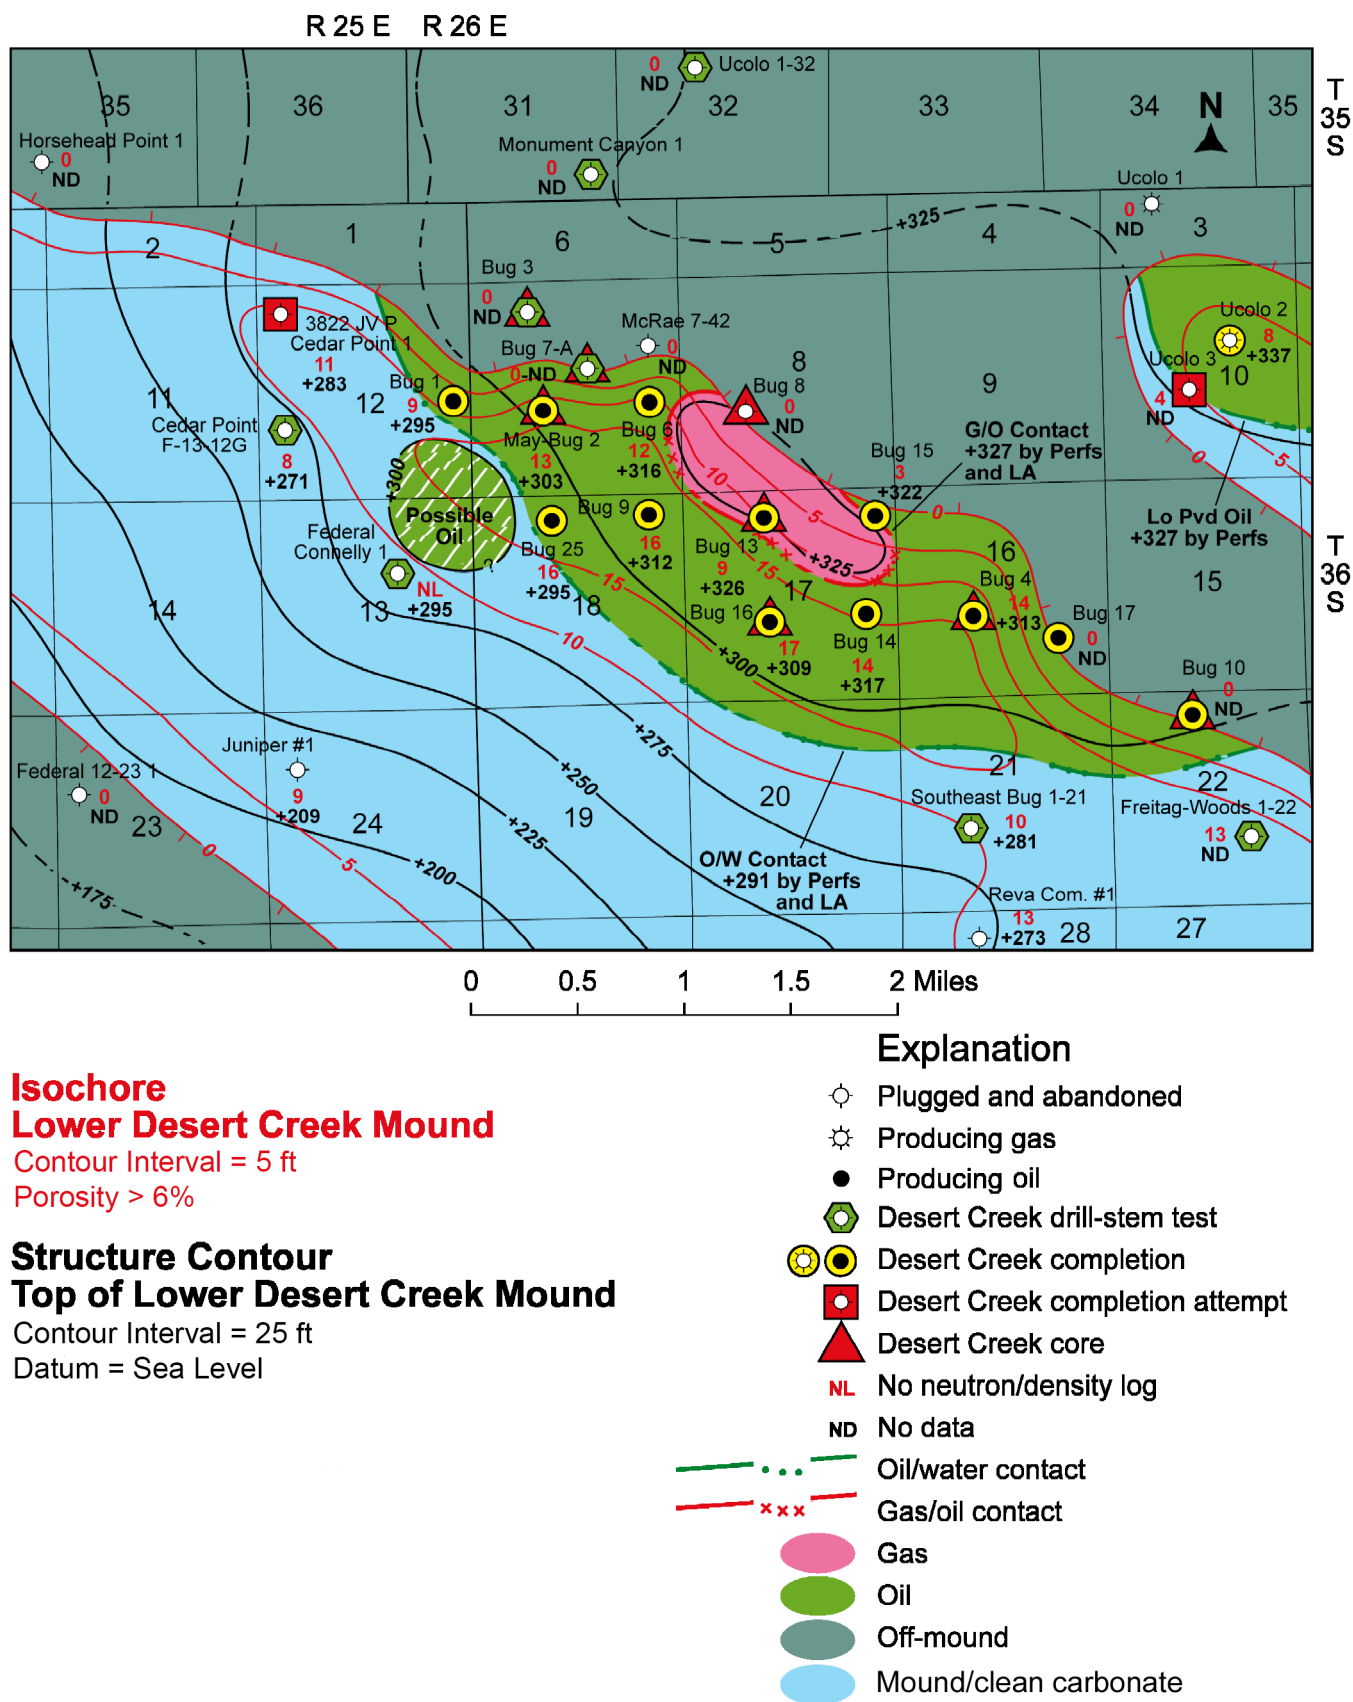 R 25 E R 26 E
T
35
S
T
36
S
N
35
36
31
32
33
34
35
0
ND
Ucolo 1-32
Horsehead Point 1
0
ND
Monument Canyon 1
0
ND
Ucolo 1
0
ND
2
1
6
5
4
3
+325
Bug 3
0
ND
3822 JV P
Cedar Point 1
11
+283
McRae 7-42
0
ND
Bug 7-A
0-ND
8
9
10
Bug 8
0
ND
Ucolo 2
8
+337
Ucolo 3
4
ND
11
12
Bug 1
9
+295
Cedar Point
F-13-12G
8
+271
May-Bug 2
13
+303
Bug 6
12
+316
G/O Contact
+327 by Perfs
and LA
Bug 15
3
+322
10
5
0
0
5
+300
Possible
Oil
?
Federal
Connelly 1
NL
+295
Bug 25
16
+295
Bug 9
16
+312
Bug 13
9
+326
+325
15
15
10
Lo Pvd Oil
+327 by Perfs
14
13
18
17
16
15
Bug 16
17
+309
Bug 14
14
+317
Bug 4
14
+313
Bug 17
0
ND
Bug 10
0
ND
+300
+275
+250
+225
+200
+175
Juniper #1
9
+209
Federal 12-23 1
0
ND
23
24
19
20
21
22
0
5
Southeast Bug 1-21
10
+281
Freitag-Woods 1-22
13
ND
O/W Contact
+291 by Perfs
and LA
Reva Com. #1
13
+273
28
27
0 0.5 1 1.5 2 Miles
Isochore
Lower Desert Creek Mound
Contour Interval = 5 ft
Porosity > 6%
Structure Contour
Top of Lower Desert Creek Mound
Contour Interval = 25 ft
Datum = Sea Level
Explanation
Plugged and abandoned
Producing gas
Producing oil
Desert Creek drill-stem test
Desert Creek completion
Desert Creek completion attempt
Desert Creek core
NL No neutron/density log
ND No data
Oil/water contact
Gas/oil contact
Gas
Oil
Off-mound
Mound/clean carbonate